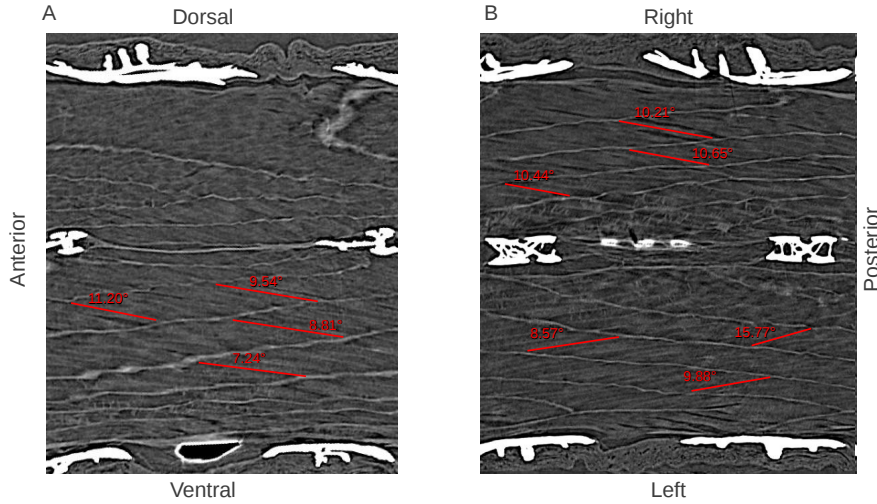 A
Dorsal
B
Right
Anterior
Posterior
10.21°
10.65°
10.44°
9.54°
11.20°
8.81°
7.24°
8.57°
15.77°
9.88°
Ventral
Left